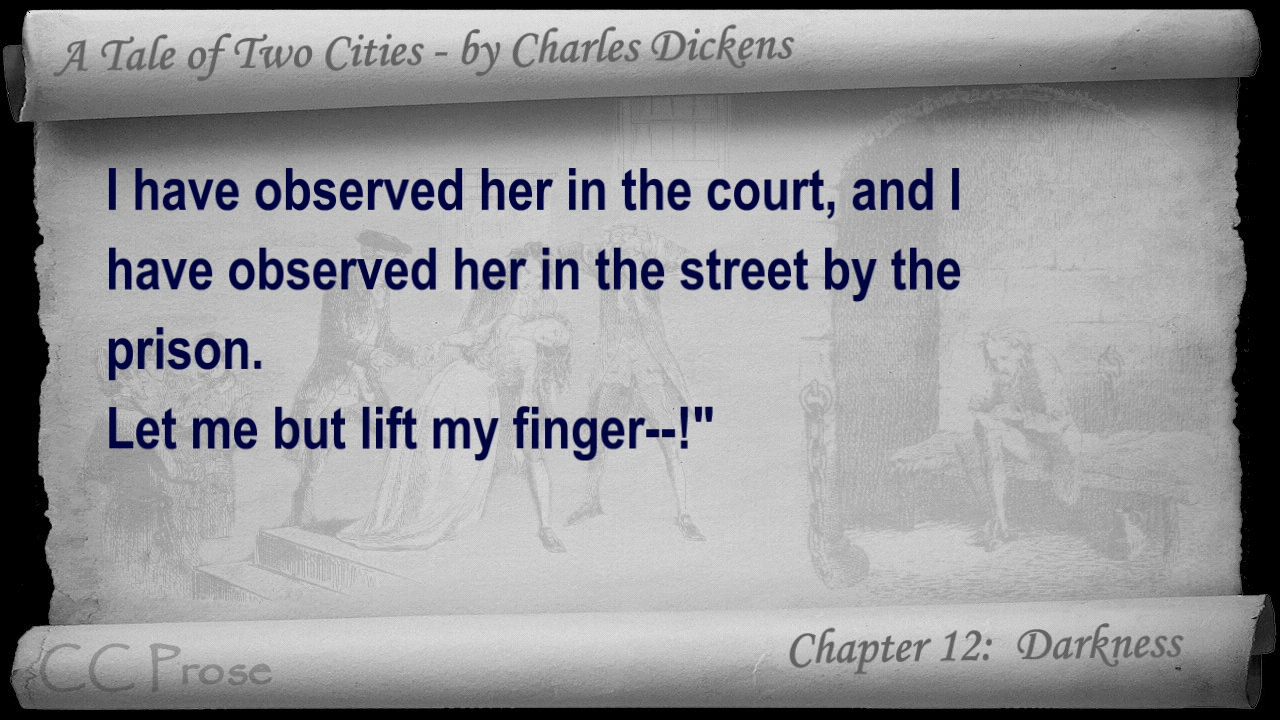 A Tale of Two Cities - by Charles Dickens
I have observed her in the court, and I
have observed her in the street by the
prison.
Let me but lift my finger--!"
CC Prose
Chapter 12: Darkness